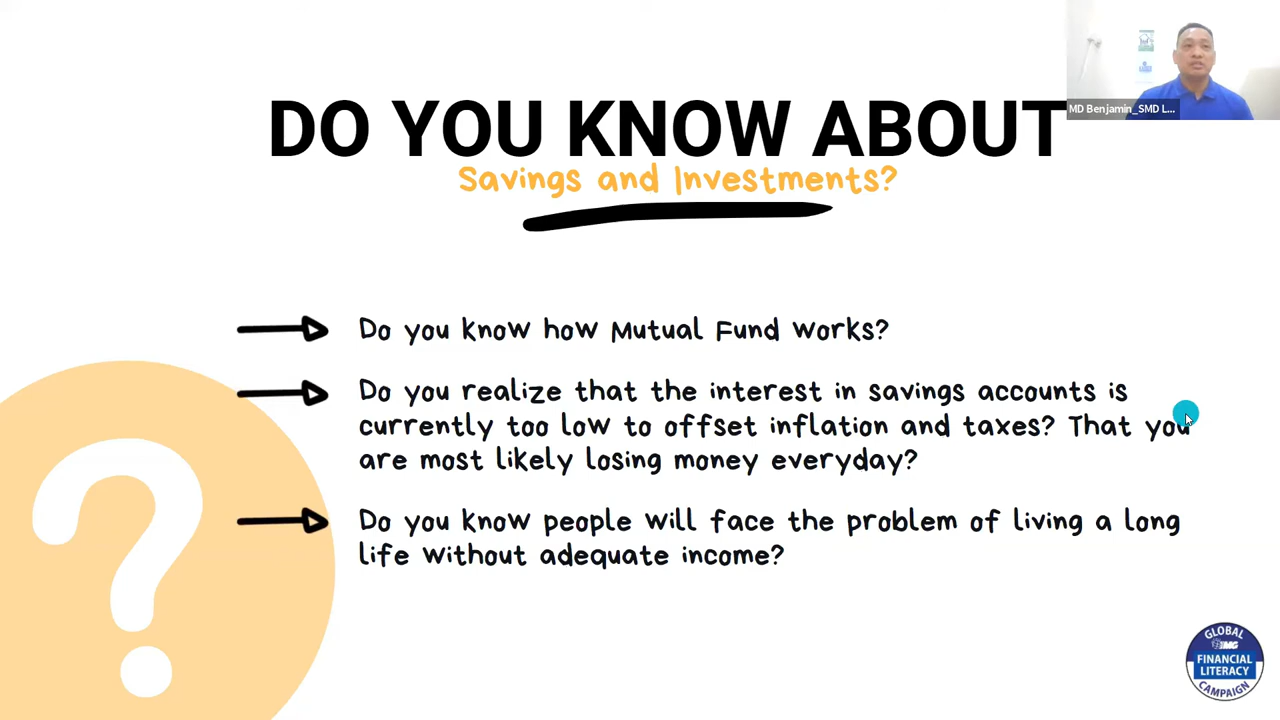 MD Benjamin_SMD L...
DO YOU KNOW ABOUT
Savings and Investments?
Do you know how Mutual Fund works?
Do you realize that the interest in savings accounts is
currently too low to offset inflation and taxes? That you
are most likely losing money everyday?
Do you know people will face the problem of living a long
life without adequate income?
?
GLOBAL
IMG
FINANCIAL
LITERACY
CAMPAIGN